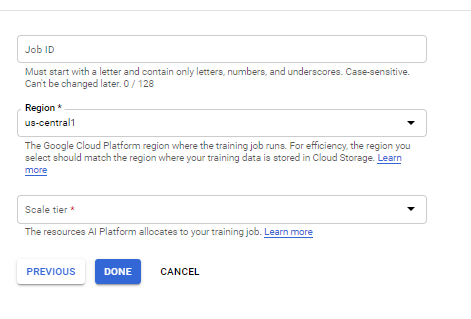 Job ID
Must start with a letter and contain only letters, numbers, and underscores. Case-sensitive.
Can't be changed later. 0 / 128
Region *
us-central1
The Google Cloud Platform region where the training job runs. For efficiency, the region you
select should match the region where your training data is stored in Cloud Storage. Learn
more
Scale tier *
The resources AI Platform allocates to your training job. Learn more
PREVIOUS DONE CANCEL